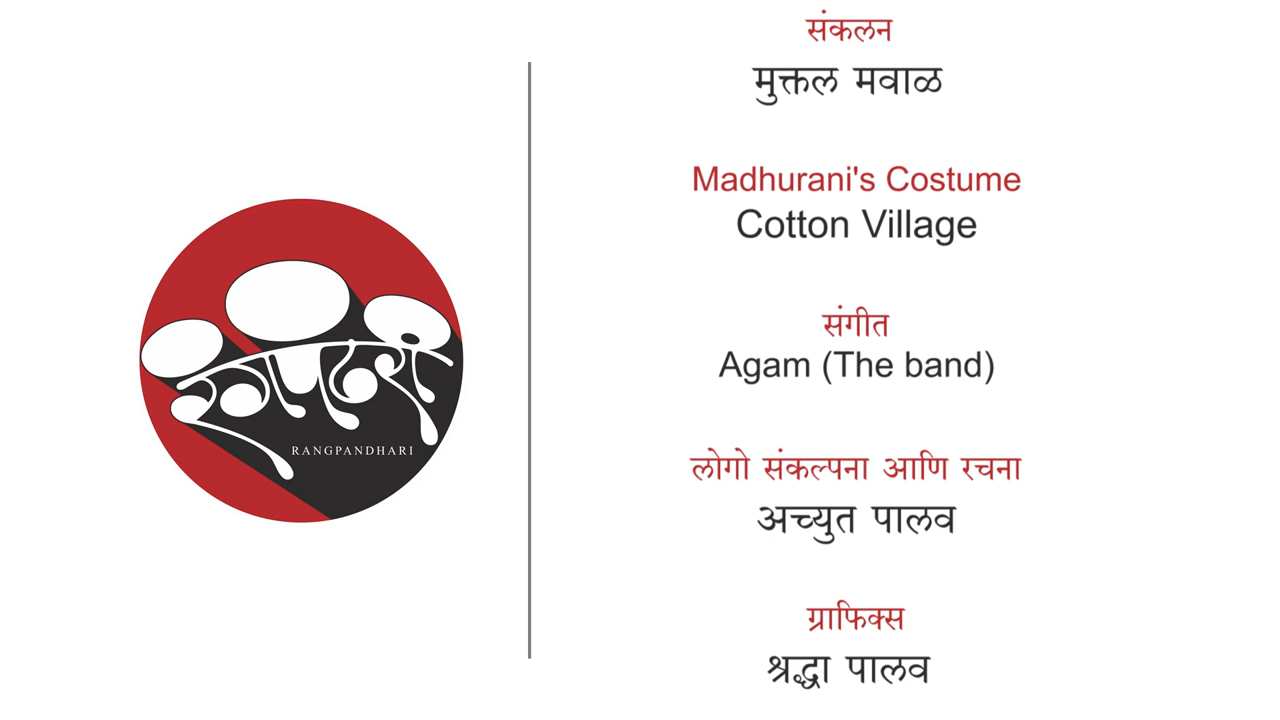 रंगपंढरी
RANGPANDHARI
संकलन
मुक्तल मवाळ
Madhurani's Costume
Cotton Village
संगीत
Agam (The band)
लोगो संकल्पना आणि रचना
अच्युत पालव
ग्राफिक्स
श्रद्धा पालव